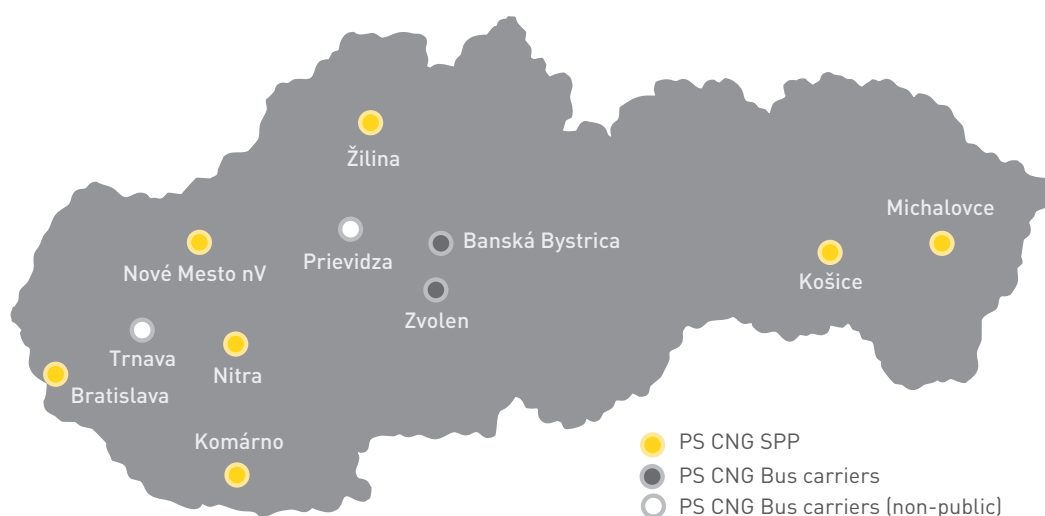 Žilina
Michalovce
Banská Bystrica
Prievidza
Nové Mesto nV
Košice
Zvolen
Trnava
Nitra
Bratislava
Komárno
PS CNG SPP
PS CNG Bus carriers
PS CNG Bus carriers (non-public)